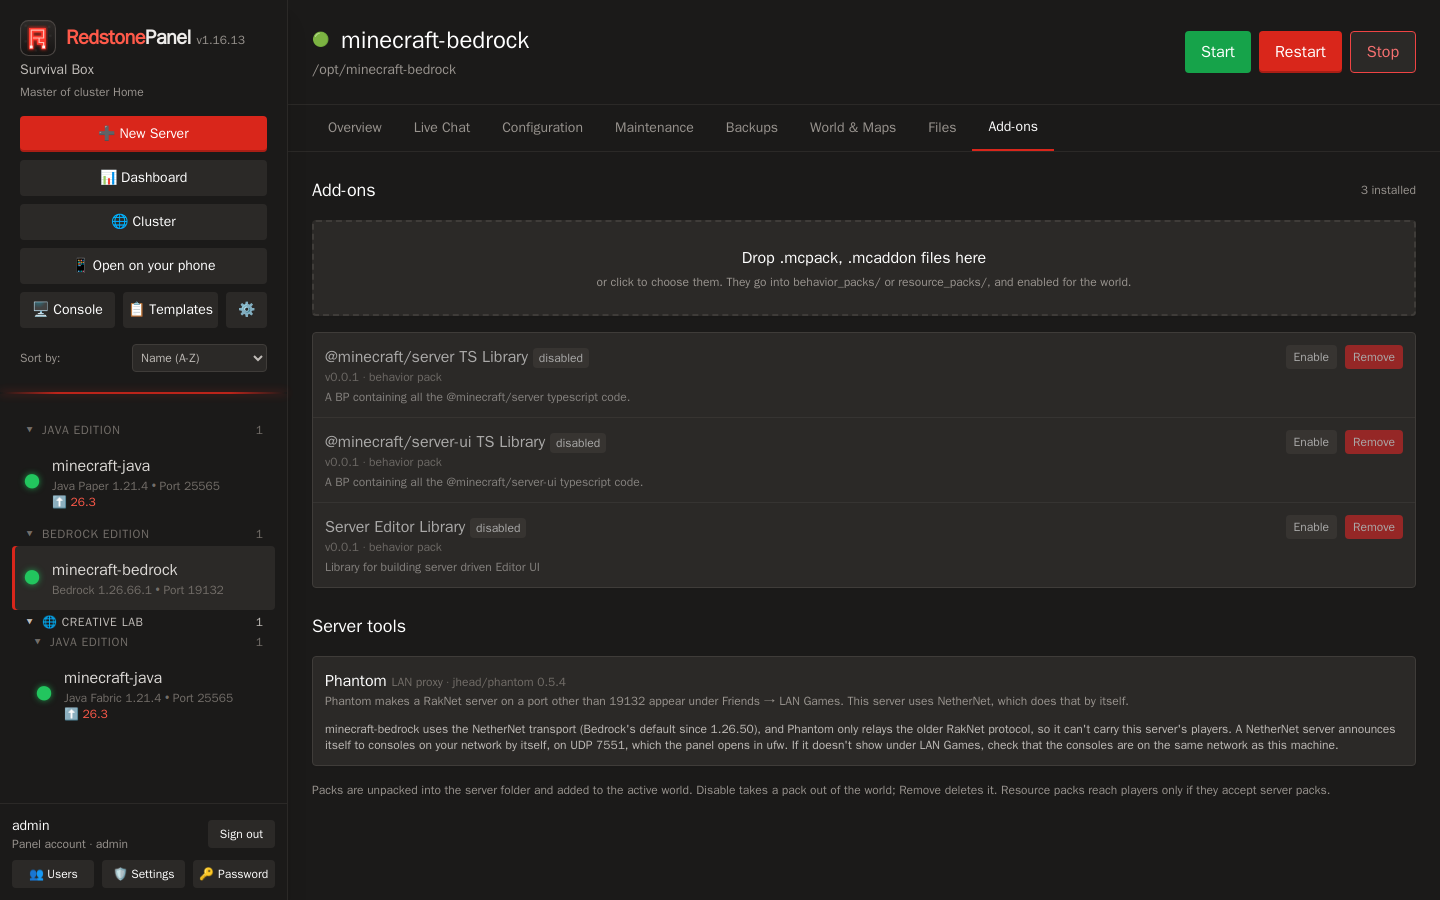 RedstonePanel v1.16.13
Survival Box
Master of cluster Home
New Server
Dashboard
Cluster
Open on your phone
Console
Templates
Sort by:
Name (A-Z)
JAVA EDITION 1
minecraft-java
Java Paper 1.21.4 • Port 25565
26.3
BEDROCK EDITION 1
minecraft-bedrock
Bedrock 1.26.66.1 • Port 19132
CREATIVE LAB 1
JAVA EDITION 1
minecraft-java
Java Fabric 1.21.4 • Port 25565
26.3
admin
Panel account · admin
Sign out
Users
Settings
Password
minecraft-bedrock
/opt/minecraft-bedrock
Start
Restart
Stop
Overview
Live Chat
Configuration
Maintenance
Backups
World & Maps
Files
Add-ons
Add-ons
3 installed
Drop .mcpack, .mcaddon files here
or click to choose them. They go into behavior_packs/ or resource_packs/, and enabled for the world.
@minecraft/server TS Library disabled
Enable
Remove
v0.0.1 · behavior pack
A BP containing all the @minecraft/server typescript code.
@minecraft/server-ui TS Library disabled
Enable
Remove
v0.0.1 · behavior pack
A BP containing all the @minecraft/server-ui typescript code.
Server Editor Library disabled
Enable
Remove
v0.0.1 · behavior pack
Library for building server driven Editor UI
Server tools
Phantom LAN proxy · jhead/phantom 0.5.4
Phantom makes a RakNet server on a port other than 19132 appear under Friends → LAN Games. This server uses NetherNet, which does that by itself.
minecraft-bedrock uses the NetherNet transport (Bedrock's default since 1.26.50), and Phantom only relays the older RakNet protocol, so it can't carry this server's players. A NetherNet server announces
itself to consoles on your network by itself, on UDP 7551, which the panel opens in ufw. If it doesn't show under LAN Games, check that the consoles are on the same network as this machine.
Packs are unpacked into the server folder and added to the active world. Disable takes a pack out of the world; Remove deletes it. Resource packs reach players only if they accept server packs.